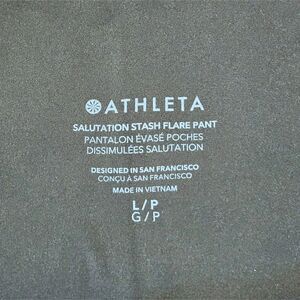 ATHLETA
SALUTATION STASH FLARE PANT
PANTALON ÉVASÉ POCHES
DISSIMULÉES SALUTATION
DESIGNED IN SAN FRANCISCO
CONÇU À SAN FRANCISCO
MADE IN VIETNAM
L/P
G/P